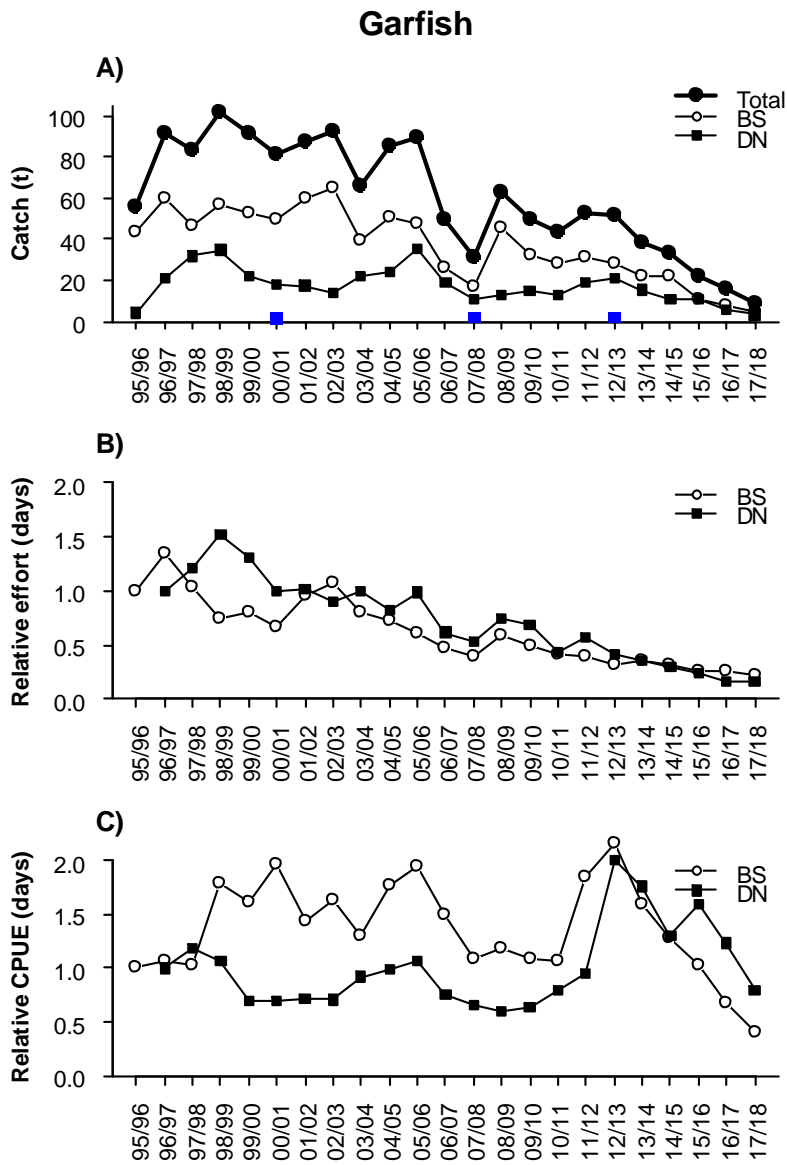 Garfish
A)
Total
BS
DN
Catch (t)
100
80
60
40
20
0
95/96 96/97 97/98 98/99 99/00 00/01 01/02 02/03 03/04 04/05 05/06 06/07 07/08 08/09 09/10 10/11 11/12 12/13 13/14 14/15 15/16 16/17 17/18
B)
BS
DN
Relative effort (days)
2.0
1.5
1.0
0.5
0.0
95/96 96/97 97/98 98/99 99/00 00/01 01/02 02/03 03/04 04/05 05/06 06/07 07/08 08/09 09/10 10/11 11/12 12/13 13/14 14/15 15/16 16/17 17/18
C)
BS
DN
Relative CPUE (days)
2.0
1.5
1.0
0.5
0.0
95/96 96/97 97/98 98/99 99/00 00/01 01/02 02/03 03/04 04/05 05/06 06/07 07/08 08/09 09/10 10/11 11/12 12/13 13/14 14/15 15/16 16/17 17/18